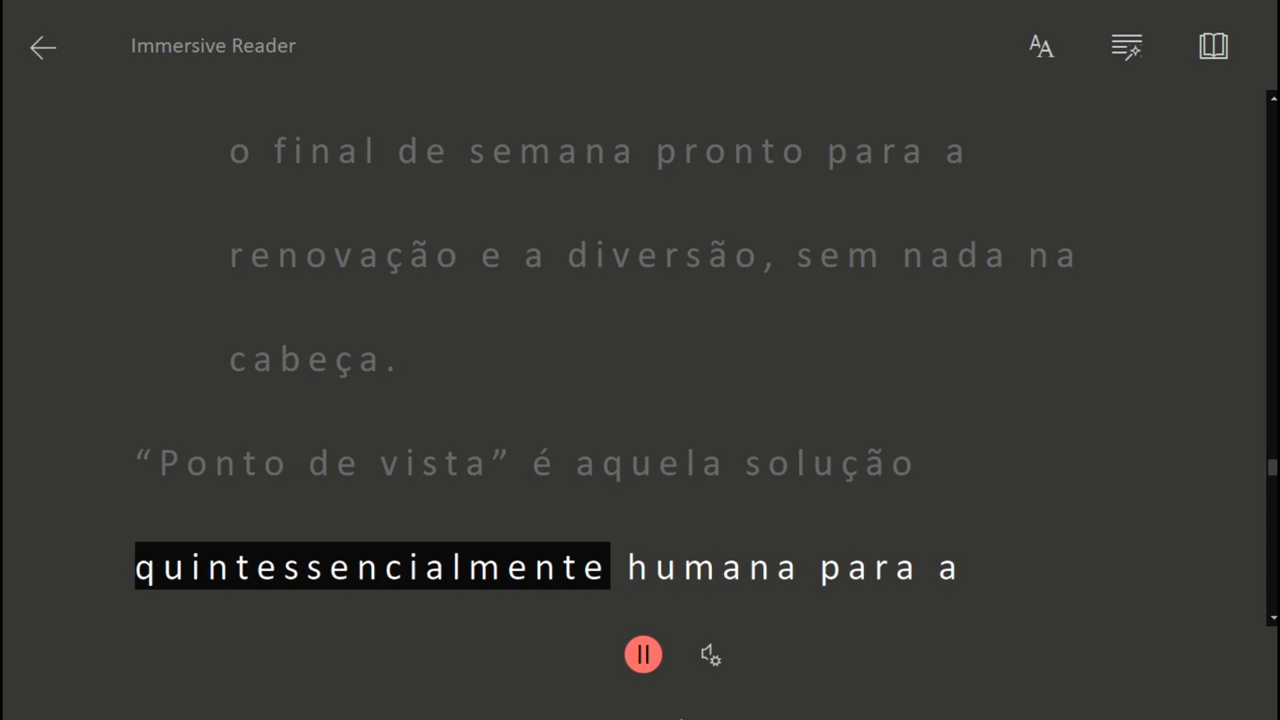 Immersive Reader
o final de semana pronto para a
renovação e a diversão, sem nada na
cabeça.
“Ponto de vista” é aquela solução
quintessencialmente humana para a